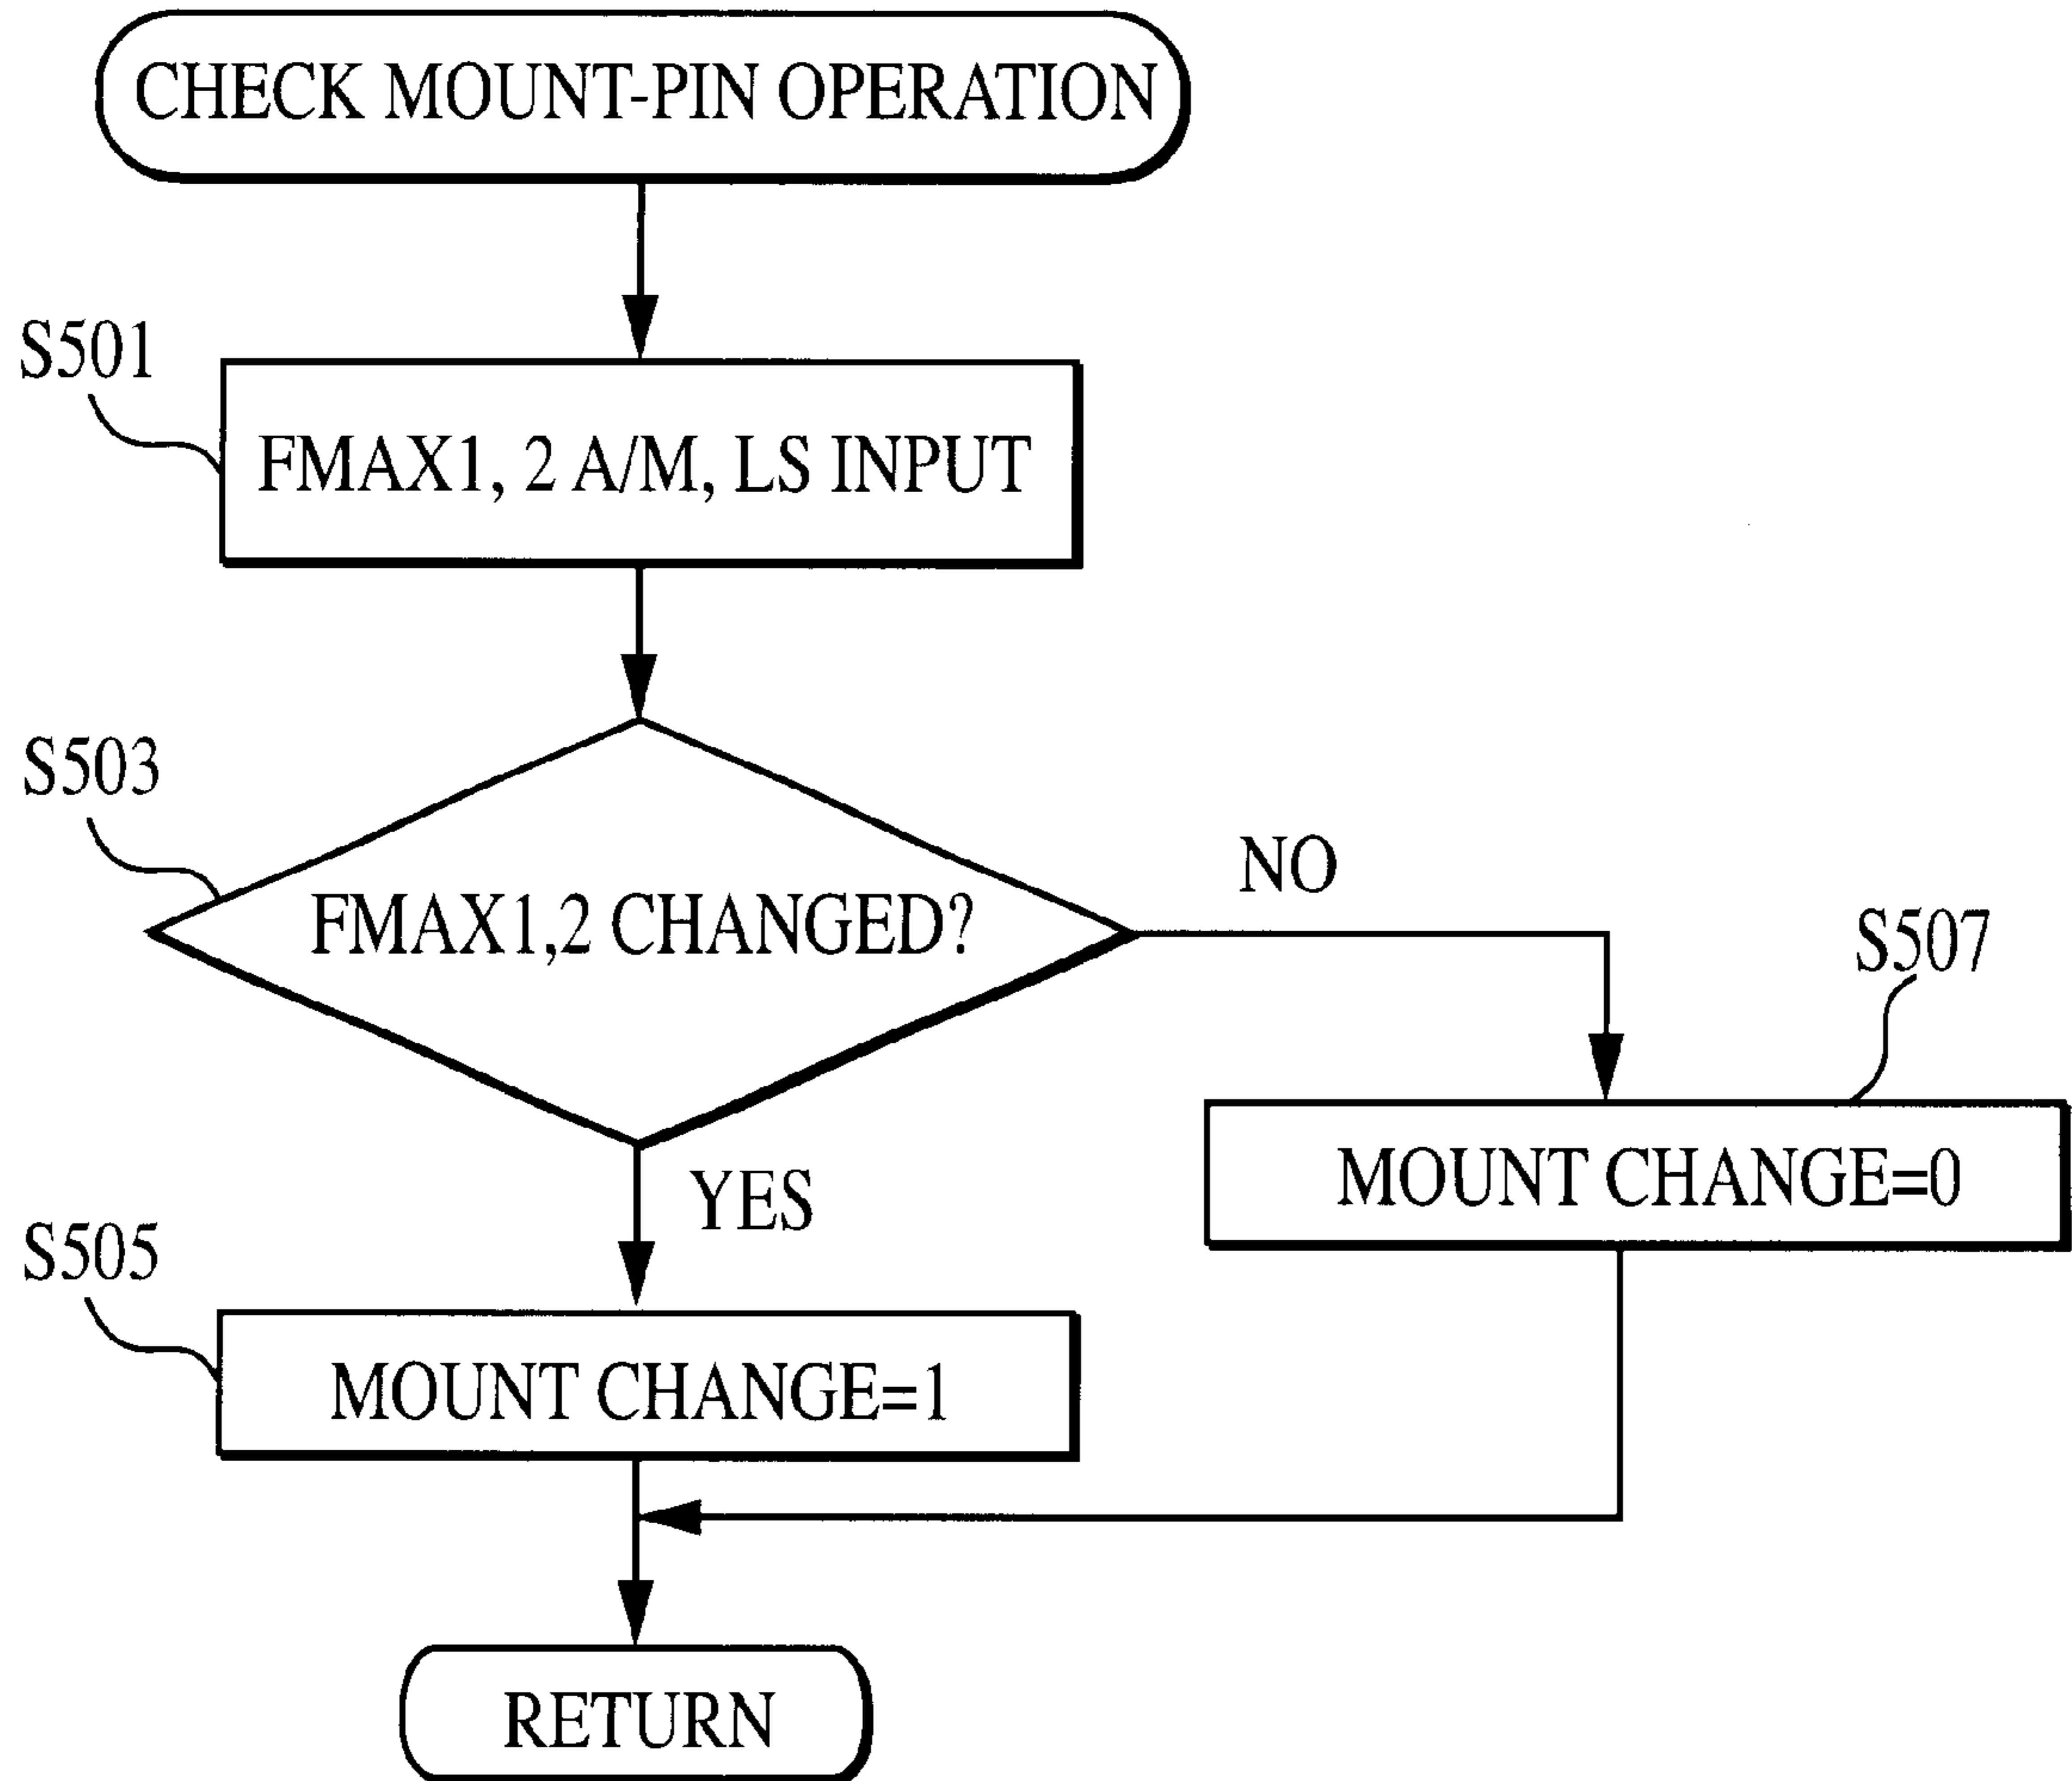 CHECK MOUNT-PIN OPERATION
S501
FMAX1, 2 A/M, LS INPUT
S503
FMAX1,2 CHANGED?
NO
S507
MOUNT CHANGE=0
YES
S505
MOUNT CHANGE=1
RETURN